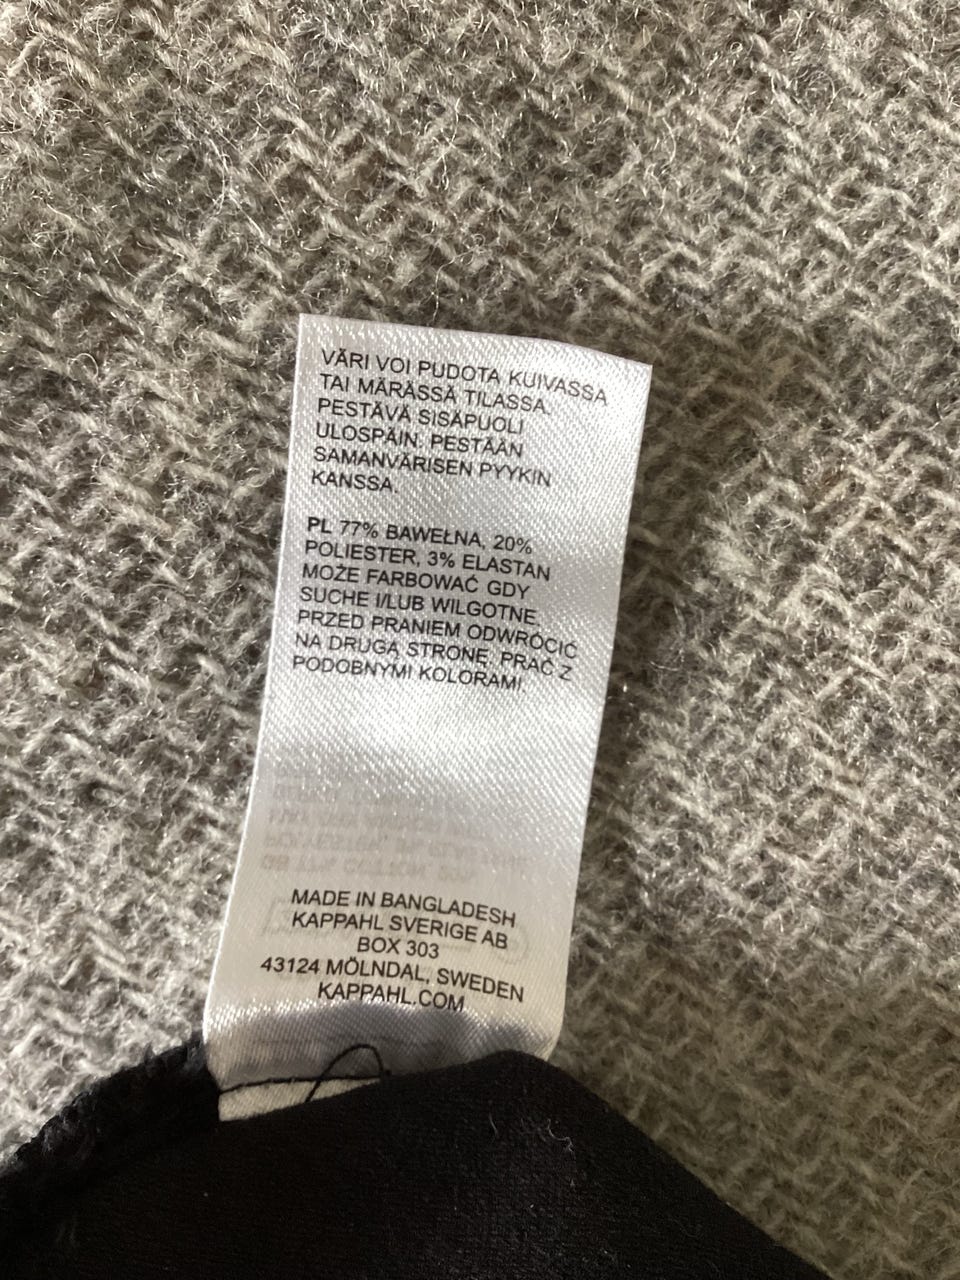 VÄRI VOI PUDOTA KUIVASSA
TAI MÄRÄSSÄ TILASSA.
PESTÄVÄ SISÄPUOLI
ULOSPÄIN. PESTÄÄN
SAMANVÄRISEN PYYKIN
KANSSA.
PL 77% BAWEŁNA, 20%
POLIESTER, 3% ELASTAN
MOŻE FARBOWAĆ GDY
SUCHE I/LUB WILGOTNE.
PRZED PRANIEM ODWRÓCIĆ
NA DRUGĄ STRONĘ. PRAĆ Z
PODOBNYMI KOLORAMI.
MADE IN BANGLADESH
KAPPAHL SVERIGE AB
BOX 303
43124 MÖLNDAL, SWEDEN
KAPPAHL.COM